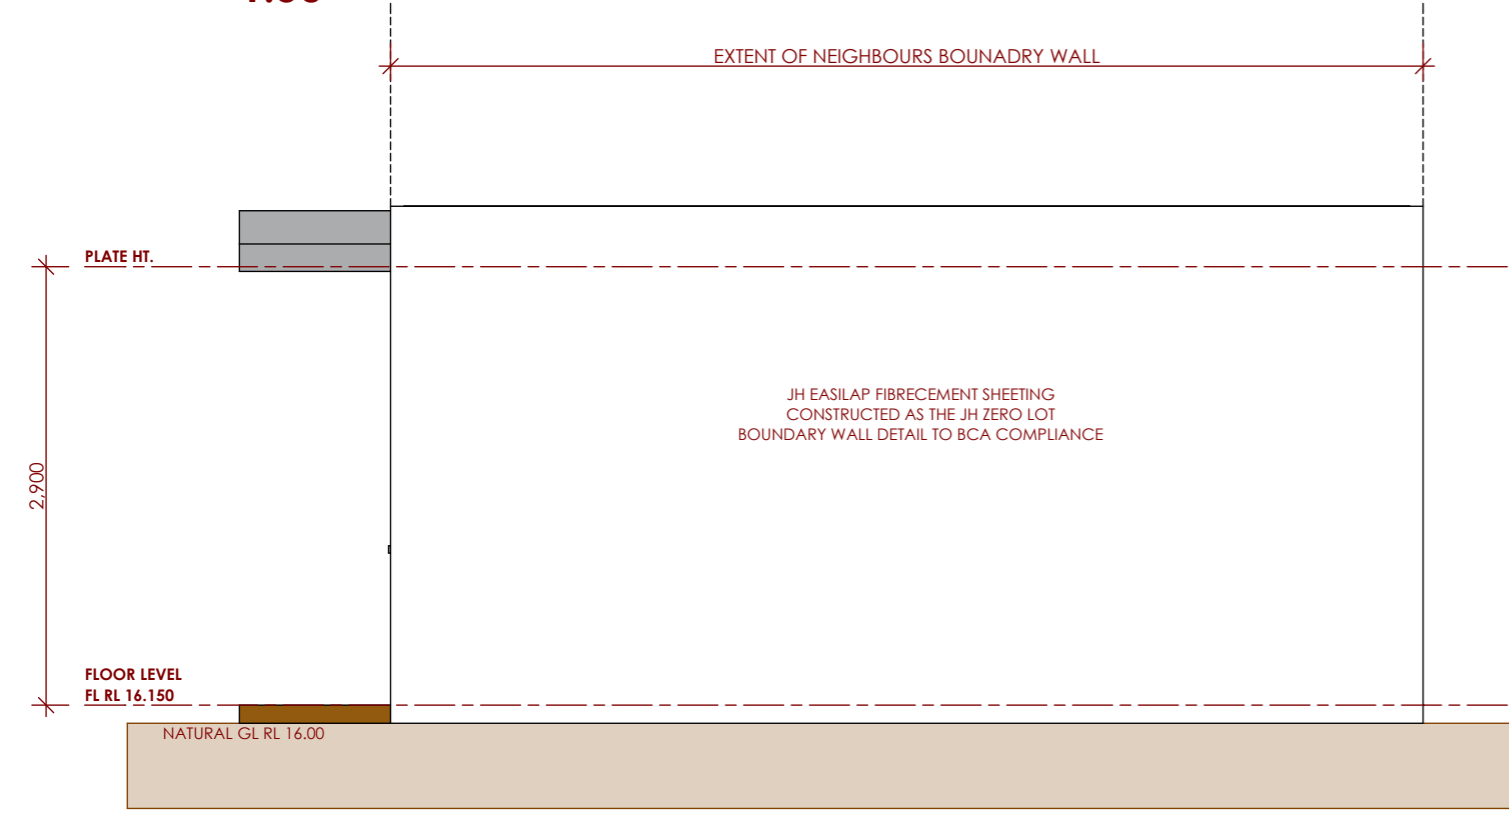 EXTENT OF NEIGHBOURS BOUNADRY WALL
PLATE HT.
JH EASILAP FIBRECEMENT SHEETING
CONSTRUCTED AS THE JH ZERO LOT
BOUNDARY WALL DETAIL TO BCA COMPLIANCE
2,900
FLOOR LEVEL
FL RL 16.150
NATURAL GL RL 16.00